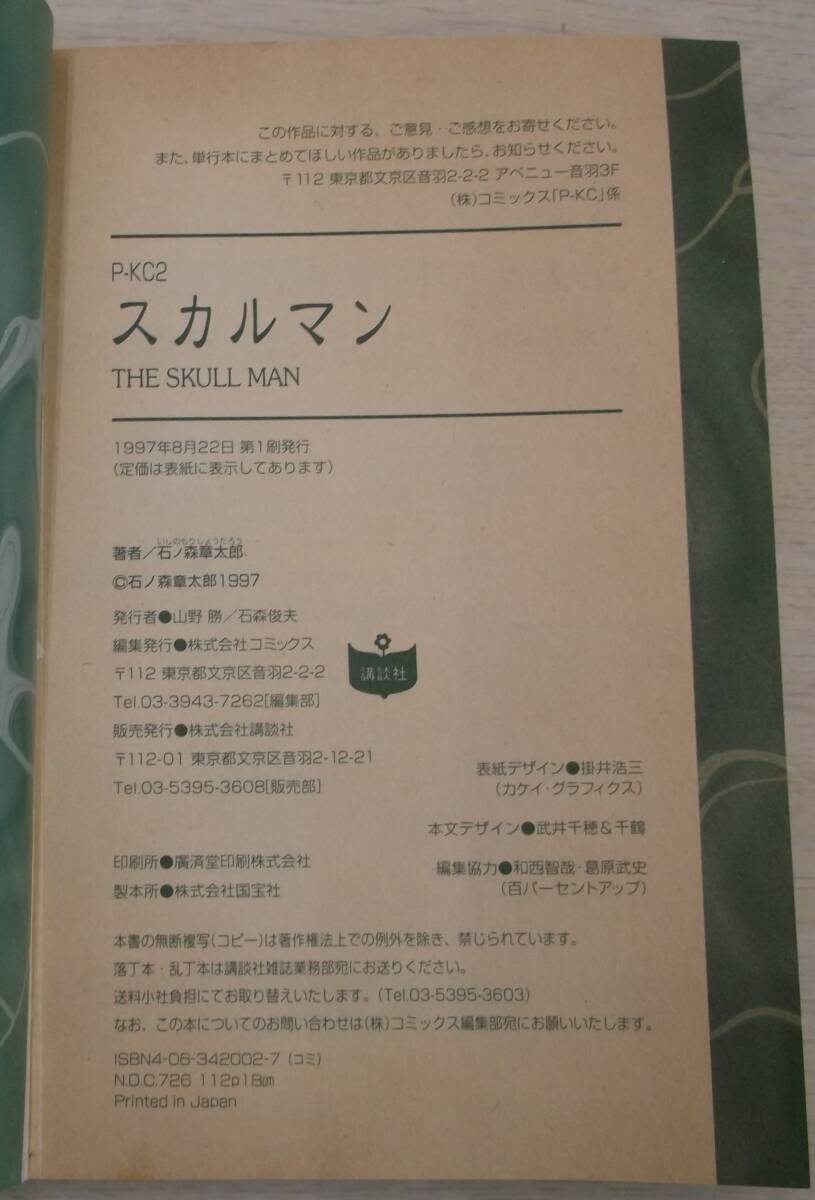 この作品に対する、ご意見・ご感想をお寄せください。
また、単行本にまとめてほしい作品がありましたら、お知らせください。
〒112 東京都文京区音羽2-2-2 アベニュー音羽3F
(株)コミックス「P-KC」係
P-KC2
スカルマン
THE SKULL MAN
1997年8月22日 第1刷発行
(定価は表紙に表示してあります)
いしのもりしょうたろう
著者/石ノ森章太郎
©石ノ森章太郎1997
発行者●山野 勝/石森俊夫
編集発行●株式会社コミックス
〒112 東京都文京区音羽2-2-2
Tel.03-3943-7262[編集部]
販売発行●株式会社講談社
〒112-01 東京都文京区音羽2-12-21
Tel.03-5395-3608[販売部]
講談社
表紙デザイン●掛井浩三
(カケイ・グラフィクス)
本文デザイン●武井千穂&千鶴
印刷所●廣済堂印刷株式会社
製本所●株式会社国宝社
編集協力●和西智哉・葛原武史
(百パーセントアップ)
本書の無断複写(コピー)は著作権法上での例外を除き、禁じられています。
落丁本・乱丁本は講談社雑誌業務部宛にお送りください。
送料小社負担にてお取り替えいたします。(Tel.03-5395-3603)
なお、この本についてのお問い合わせは(株)コミックス編集部宛にお願いいたします。
ISBN4-06-342002-7 (コミ)
N.D.C.726 112p18cm
Printed in Japan